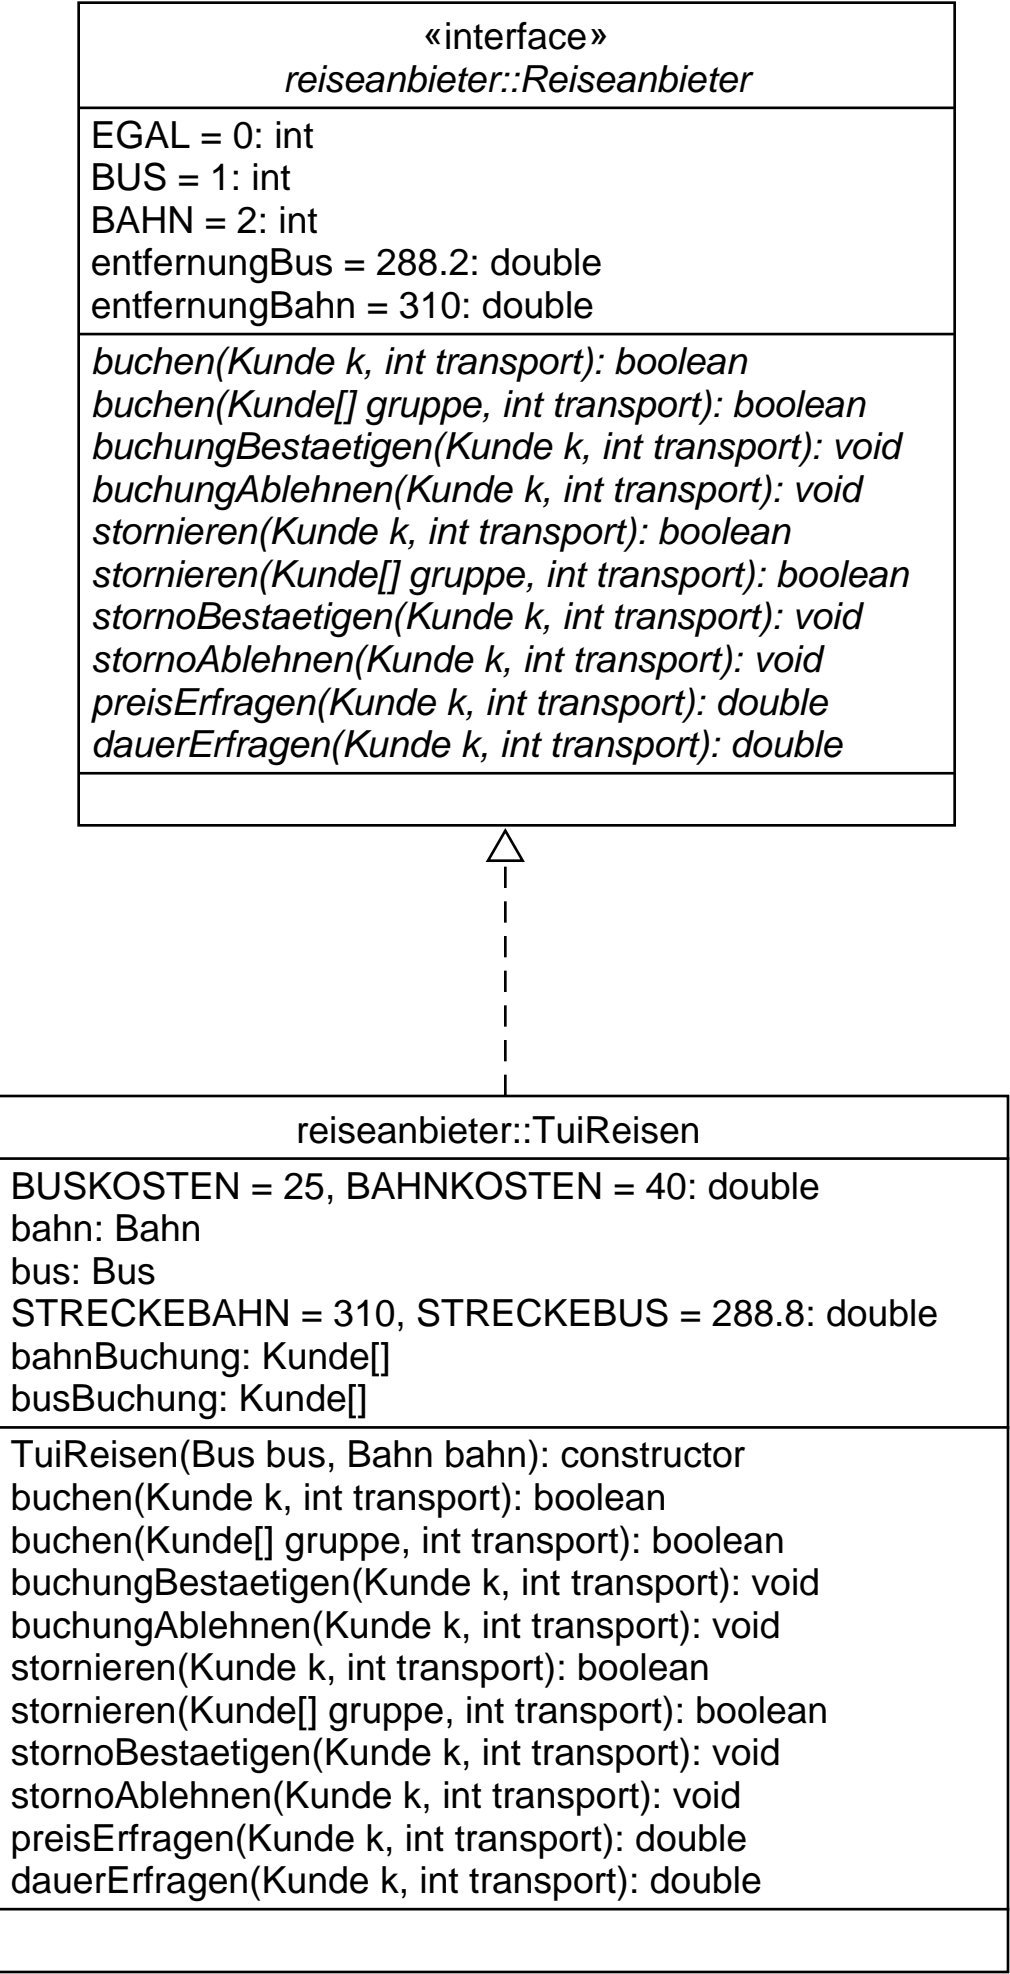 «interface»
reiseanbieter::Reiseanbieter
EGAL = 0: int
BUS = 1: int
BAHN = 2: int
entfernungBus = 288.2: double
entfernungBahn = 310: double
buchen(Kunde k, int transport): boolean
buchen(Kunde[] gruppe, int transport): boolean
buchungBestaetigen(Kunde k, int transport): void
buchungAblehnen(Kunde k, int transport): void
stornieren(Kunde k, int transport): boolean
stornieren(Kunde[] gruppe, int transport): boolean
stornoBestaetigen(Kunde k, int transport): void
stornoAblehnen(Kunde k, int transport): void
preisErfragen(Kunde k, int transport): double
dauerErfragen(Kunde k, int transport): double
reiseanbieter::TuiReisen
BUSKOSTEN = 25, BAHNKOSTEN = 40: double
bahn: Bahn
bus: Bus
STRECKEBAHN = 310, STRECKEBUS = 288.8: double
bahnBuchung: Kunde[]
busBuchung: Kunde[]
TuiReisen(Bus bus, Bahn bahn): constructor
buchen(Kunde k, int transport): boolean
buchen(Kunde[] gruppe, int transport): boolean
buchungBestaetigen(Kunde k, int transport): void
buchungAblehnen(Kunde k, int transport): void
stornieren(Kunde k, int transport): boolean
stornieren(Kunde[] gruppe, int transport): boolean
stornoBestaetigen(Kunde k, int transport): void
stornoAblehnen(Kunde k, int transport): void
preisErfragen(Kunde k, int transport): double
dauerErfragen(Kunde k, int transport): double